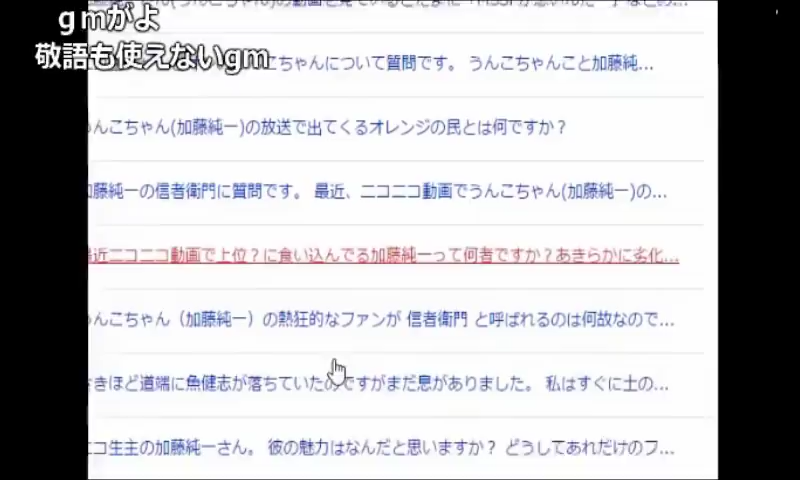 gmがよ
敬語も使えないgm
こちゃんについて質問です。 うんこちゃんこと加藤純...
んこちゃん(加藤純一)の放送で出てくるオレンジの民とは何ですか？
藤純一の信者衛門に質問です。 最近、ニコニコ動画でうんこちゃん(加藤純一)の...
最近ニコニコ動画で上位？に食い込んでる加藤純一って何者ですか？あきらかに劣化...
んこちゃん（加藤純一）の熱狂的なファンが 信者衛門 と呼ばれるのは何故なので...
きほど道端に魚健志が落ちていたのですがまだ息がありました。 私はすぐに土の...
ニコ生主の加藤純一さん。 彼の魅力はなんだと思いますか？ どうしてあれだけのフ...